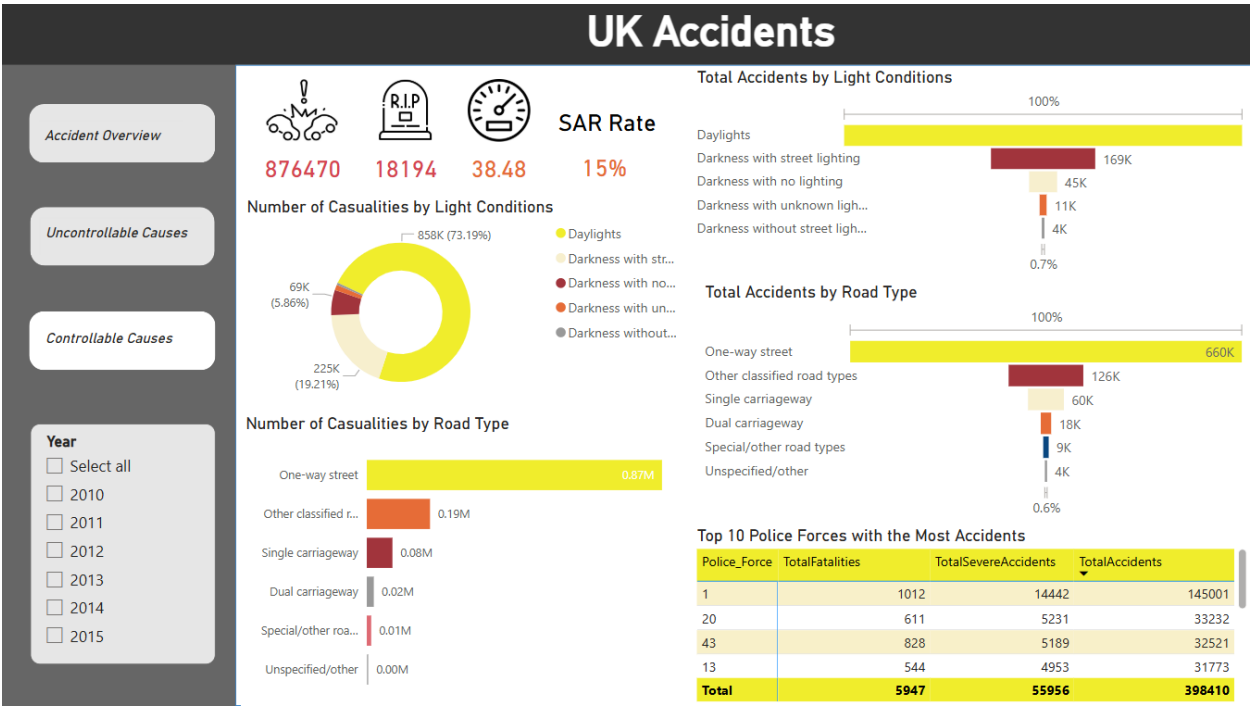 UK Accidents
Accident Overview
Uncontrollable Causes
Controllable Causes
Year
Select all
2010
2011
2012
2013
2014
2015
R.I.P
SAR Rate
876470 18194 38.48 15%
Number of Casualities by Light Conditions
858K (73.19%)
69K
(5.86%)
225K
(19.21%)
Daylights
Darkness with str...
Darkness with no...
Darkness with un...
Darkness without...
Number of Casualities by Road Type
One-way street 0.87M
Other classified r... 0.19M
Single carriageway 0.08M
Dual carriageway 0.02M
Special/other roa... 0.01M
Unspecified/other 0.00M
Total Accidents by Light Conditions
100%
Daylights
Darkness with street lighting 169K
Darkness with no lighting 45K
Darkness with unknown ligh... 11K
Darkness without street ligh... 4K
0.7%
Total Accidents by Road Type
100%
One-way street 660K
Other classified road types 126K
Single carriageway 60K
Dual carriageway 18K
Special/other road types 9K
Unspecified/other 4K
0.6%
Top 10 Police Forces with the Most Accidents
Police_Force TotalFatalities TotalSevereAccidents TotalAccidents
1 1012 14442 145001
20 611 5231 33232
43 828 5189 32521
13 544 4953 31773
Total 5947 55956 398410